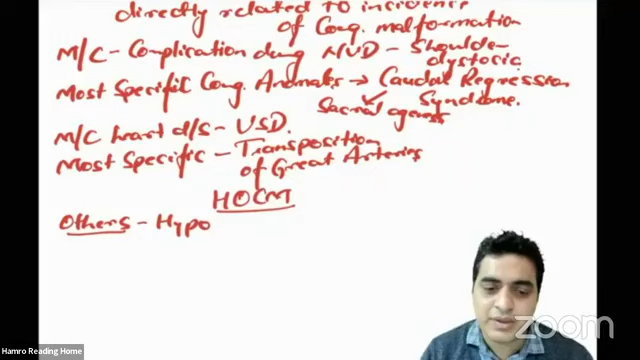 directly related to incidence
of Cong. malformation
M/C - Complication during NVD - Shoulder
dystocia
Most Specific Cong. Anomalies → Caudal Regression
Syndrome.
Sacral agenesis
M/C heart d/s - VSD.
Most Specific - Transposition
of Great Arteries
HOCM
Others - Hypo
Hamro Reading Home
zoom